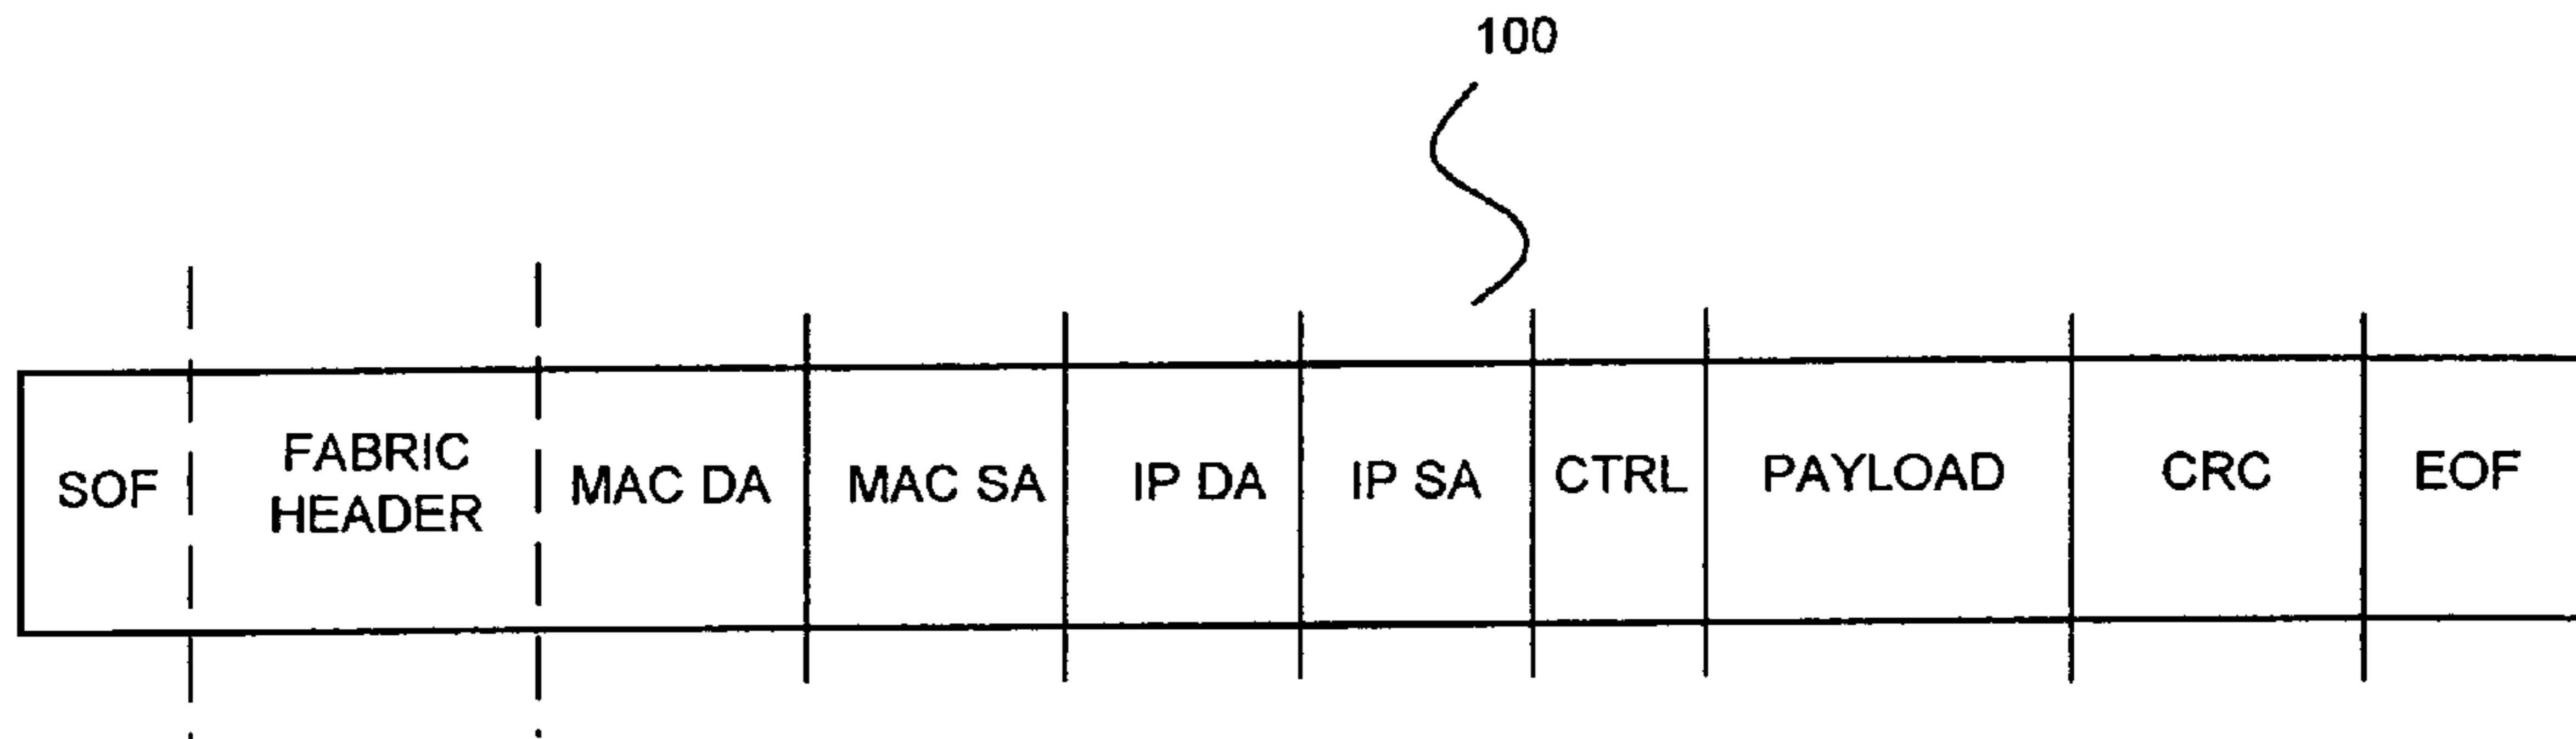 100
SOF
FABRIC
HEADER
MAC DA
MAC SA
IP DA
IP SA
CTRL
PAYLOAD
CRC
EOF